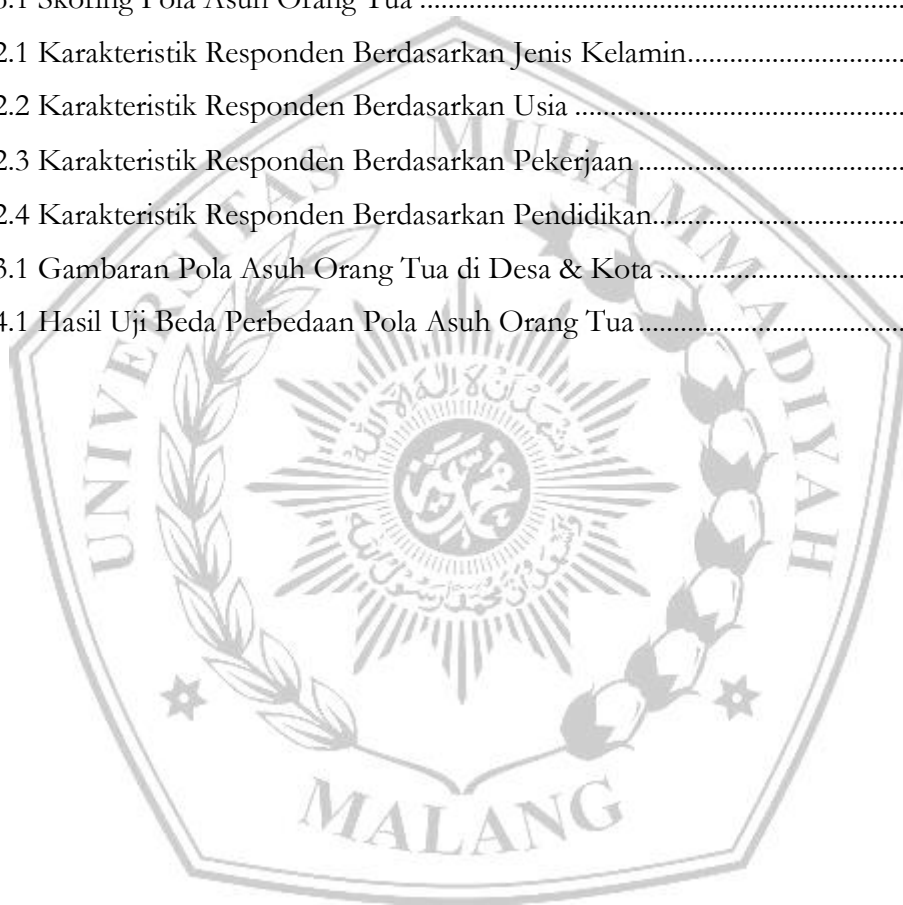 .1 Skoring Pola Asuh Orang Tua ........................................................
2.1 Karakteristik Responden Berdasarkan Jenis Kelamin.........................
2.2 Karakteristik Responden Berdasarkan Usia ......................................
2.3 Karakteristik Responden Berdasarkan Pekerjaan ..............................
2.4 Karakteristik Responden Berdasarkan Pendidikan.............................
3.1 Gambaran Pola Asuh Orang Tua di Desa & Kota ............................
4.1 Hasil Uji Beda Perbedaan Pola Asuh Orang Tua ...............................
UNIVERSITAS MUHAMMADIYAH
MALANG